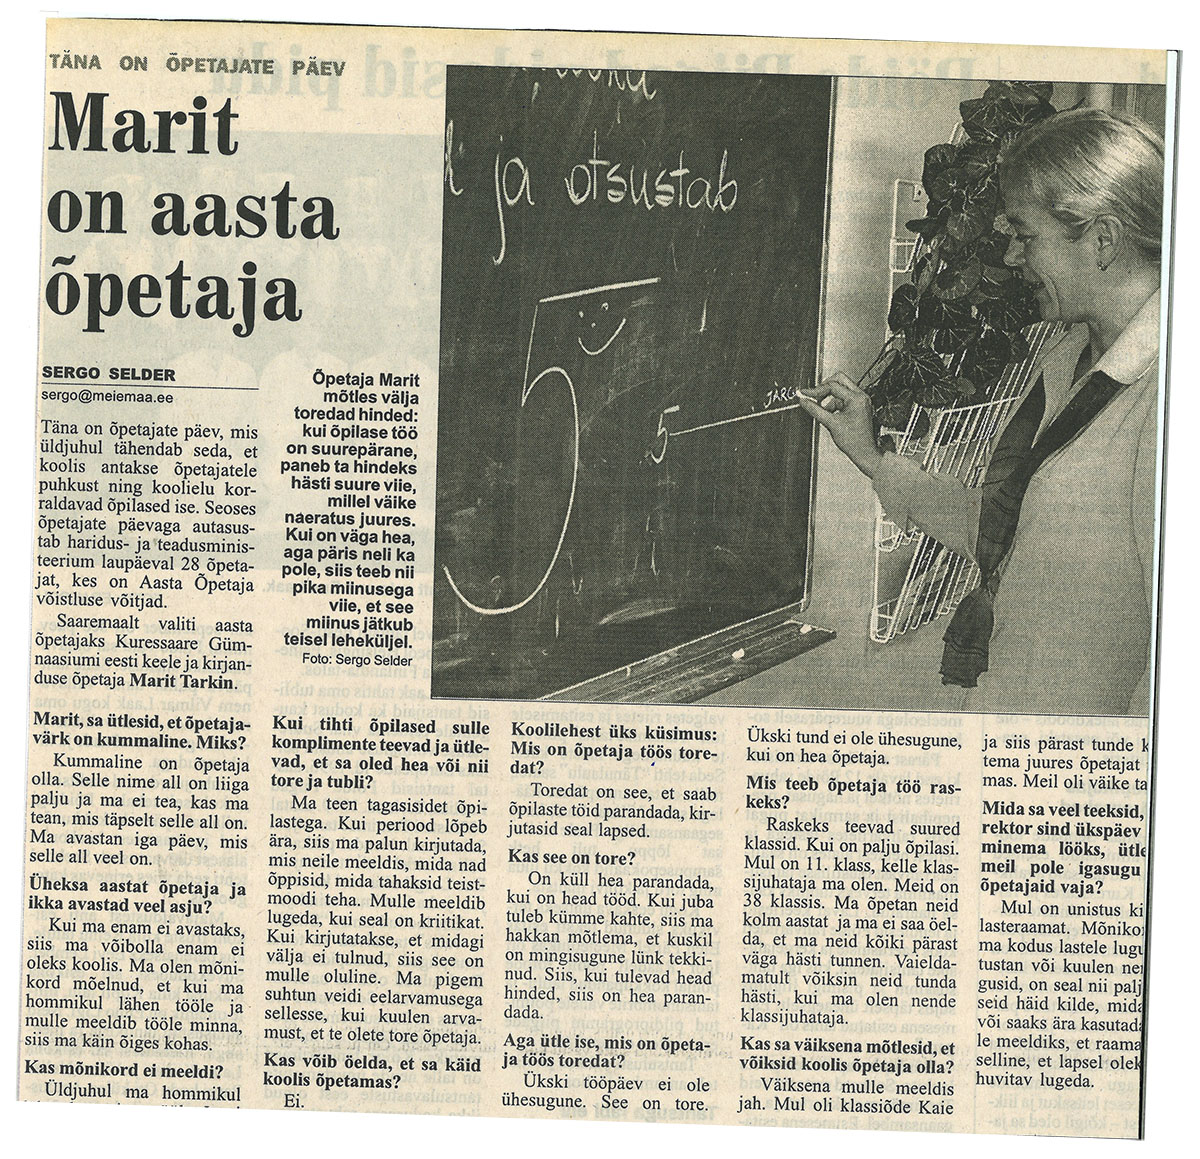 TÄNA ON ÕPETAJATE PÄEV
Marit
on aasta
õpetaja
SERGO SELDER
sergo@meiemaa.ee
Täna on õpetajate päev, mis
üldjuhul tähendab seda, et
koolis antakse õpetajatele
puhkust ning koolielu kor-
raldavad õpilased ise. Seoses
õpetajate päevaga autasus-
tab haridus- ja teadusminis-
teerium laupäeval 28 õpeta-
jat, kes on Aasta Õpetaja
võistluse võitjad.
Saaremaalt valiti aasta
õpetajaks Kuressaare Güm-
naasiumi eesti keele ja kirjan-
duse õpetaja Marit Tarkin.
Õpetaja Marit
mõtles välja
toredad hinded:
kui õpilase töö
on suurepärane,
paneb ta hindeks
hästi suure viie,
millel väike
naeratus juures.
Kui on väga hea,
aga päris neli ka
pole, siis teeb nii
pika miinusega
viie, et see
miinus jätkub
teisel leheküljel.
Foto: Sergo Selder
ja otsustab
5
5
JÄRG
Marit, sa ütlesid, et õpetaja-
värk on kummaline. Miks?
Kummaline on õpetaja
olla. Selle nime all on liiga
palju ja ma ei tea, kas ma
tean, mis täpselt selle all on.
Ma avastan iga päev, mis
selle all veel on.
Üheksa aastat õpetaja ja
ikka avastad veel asju?
Kui ma enam ei avastaks,
siis ma võibolla enam ei
oleks koolis. Ma olen mõni-
kord mõelnud, et kui ma
hommikul lähen tööle ja
mulle meeldib tööle minna,
siis ma käin õiges kohas.
Kas mõnikord ei meeldi?
Üldjuhul ma hommikul
Kui tihti õpilased sulle
komplimente teevad ja ütle-
vad, et sa oled hea või nii
tore ja tubli?
Ma teen tagasisidet õpi-
lastega. Kui periood lõpeb
ära, siis ma palun kirjutada,
mis neile meeldis, mida nad
õppisid, mida tahaksid teist-
moodi teha. Mulle meeldib
lugeda, kui seal on kriitikat.
Kui kirjutatakse, et midagi
välja ei tulnud, siis see on
mulle oluline. Ma pigem
suhtun veidi eelarvamusega
sellesse, kui kuulen arva-
must, et te olete tore õpetaja.
Kas võib öelda, et sa käid
koolis õpetamas?
Ei.
Koolilehest üks küsimus:
Mis on õpetaja töös tore-
dat?
Toredat on see, et saab
õpilaste töid parandada, kir-
jutasid seal lapsed.
Kas see on tore?
On küll hea parandada,
kui on head tööd. Kui juba
tuleb kümme kahte, siis ma
hakkan mõtlema, et kuskil
on mingisugune lünk tekki-
nud. Siis, kui tulevad head
hinded, siis on hea paran-
dada.
Aga ütle ise, mis on õpeta-
ja töös toredat?
Ükski tööpäev ei ole
ühesugune. See on tore.
Ükski tund ei ole ühesugune,
kui on hea õpetaja.
Mis teeb õpetaja töö ras-
keks?
Raskeks teevad suured
klassid. Kui on palju õpilasi.
Mul on 11. klass, kelle klas-
sijuhataja ma olen. Meid on
38 klassis. Ma õpetan neid
kolm aastat ja ma ei saa öel-
da, et ma neid kõiki pärast
väga hästi tunnen. Vaielda-
matult võiksin neid tunda
hästi, kui ma olen nende
klassijuhataja.
Kas sa väiksena mõtlesid, et
võiksid koolis õpetaja olla?
Väiksena mulle meeldis
jah. Mul oli klassiõde Kaie
ja siis pärast tunde k
tema juures õpetajat
mas. Meil oli väike ta
Mida sa veel teeksid,
rektor sind ükspäev
minema lööks, ütle
meil pole igasugu
õpetajaid vaja?
Mul on unistus ki
lasteraamat. Mõniko
ma kodus lastele lugu
tustan või kuulen nei
gusid, on seal nii palj
seid häid kilde, mida
või saaks ära kasutada
le meeldiks, et raama
selline, et lapsel olek
huvitav lugeda.